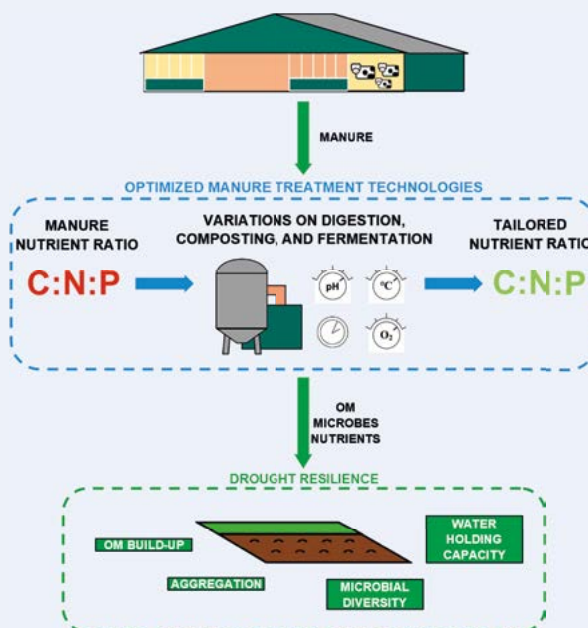 MANURE
OPTIMIZED MANURE TREATMENT TECHNOLOGIES
MANURE
NUTRIENT RATIO
C:N:P
VARIATIONS ON DIGESTION,
COMPOSTING, AND FERMENTATION
pH
°C
O₂
TAILORED
NUTRIENT RATIO
C:N:P
OM
MICROBES
NUTRIENTS
DROUGHT RESILIENCE
OM BUILD-UP
AGGREGATION
MICROBIAL
DIVERSITY
WATER
HOLDING
CAPACITY